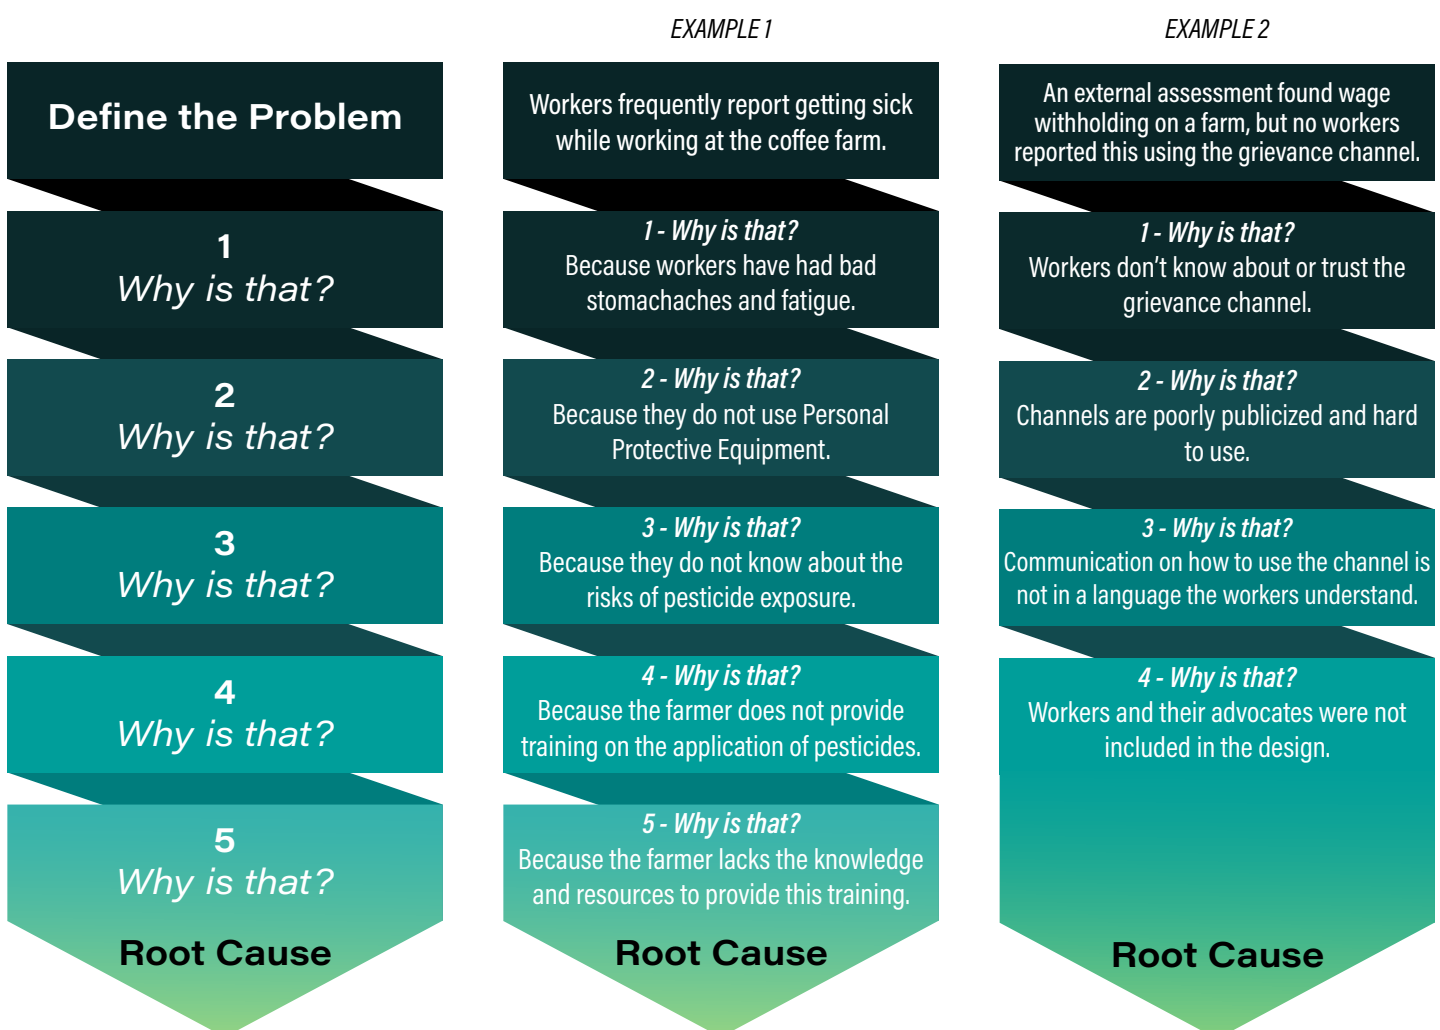 EXAMPLE 1
EXAMPLE 2
Define the Problem
1
Why is that?
2
Why is that?
3
Why is that?
4
Why is that?
5
Why is that?
Root Cause
Workers frequently report getting sick
while working at the coffee farm.
1 - Why is that?
Because workers have had bad
stomachaches and fatigue.
2 - Why is that?
Because they do not use Personal
Protective Equipment.
3 - Why is that?
Because they do not know about the
risks of pesticide exposure.
4 - Why is that?
Because the farmer does not provide
training on the application of pesticides.
5 - Why is that?
Because the farmer lacks the knowledge
and resources to provide this training.
Root Cause
An external assessment found wage
withholding on a farm, but no workers
reported this using the grievance channel.
1 - Why is that?
Workers don’t know about or trust the
grievance channel.
2 - Why is that?
Channels are poorly publicized and hard
to use.
3 - Why is that?
Communication on how to use the channel is
not in a language the workers understand.
4 - Why is that?
Workers and their advocates were not
included in the design.
Root Cause